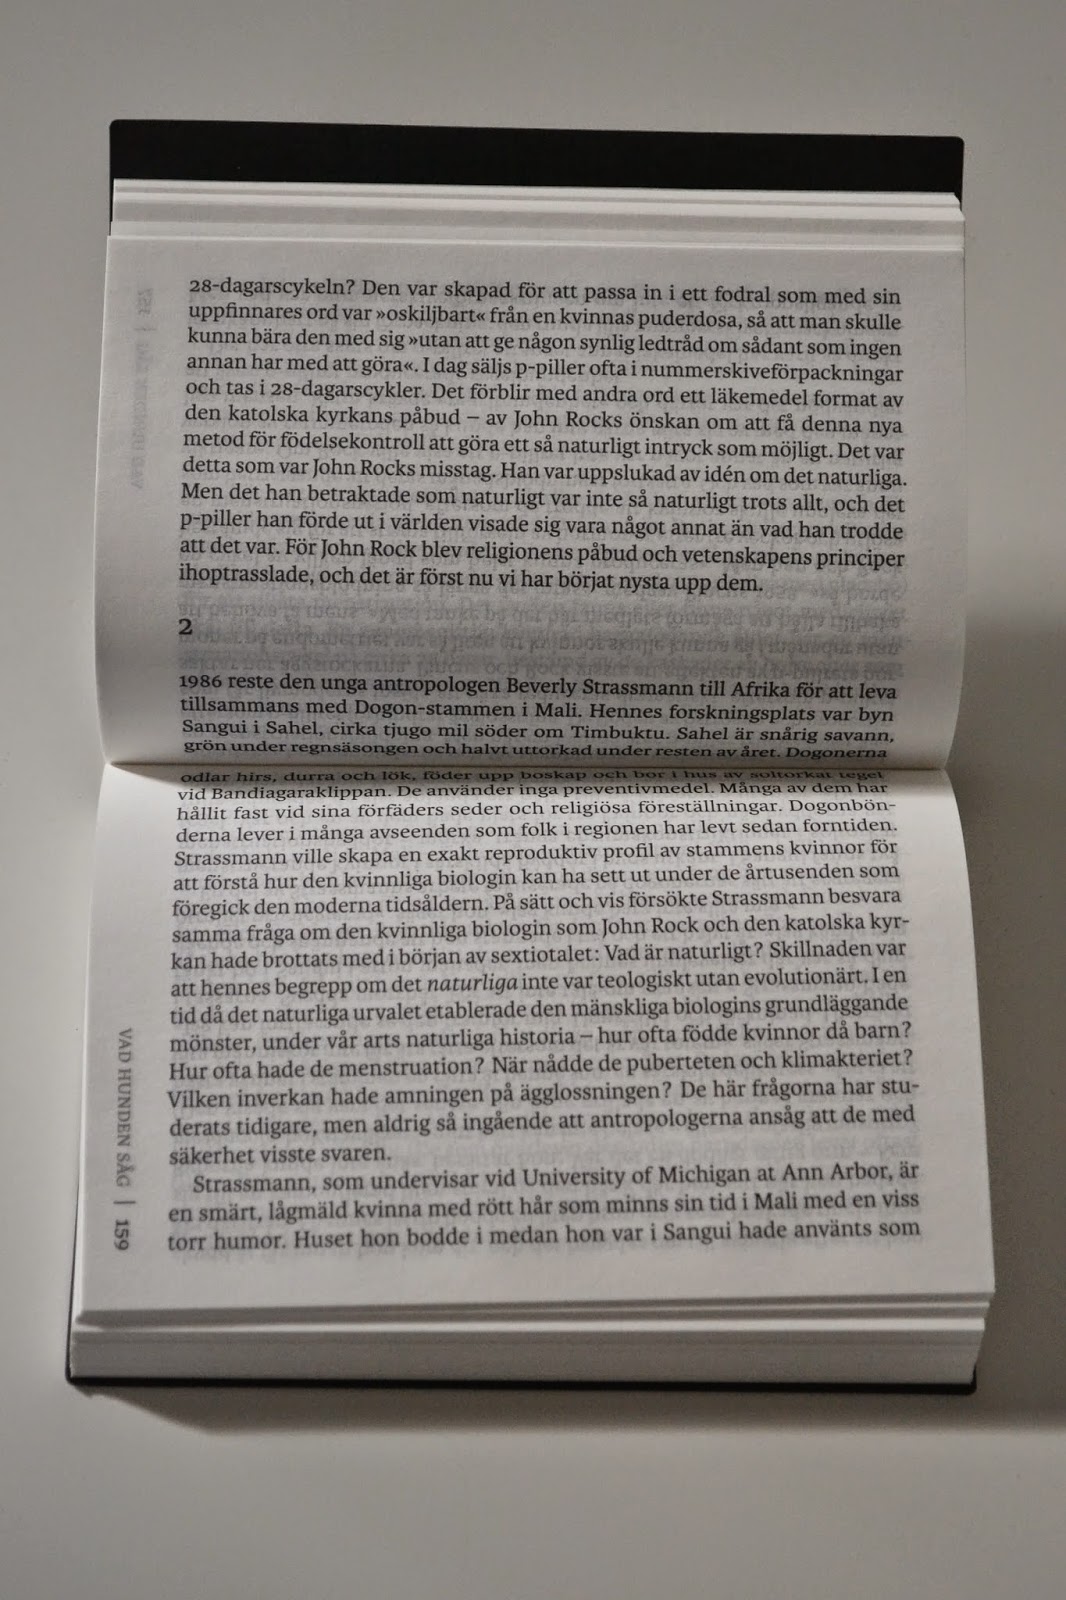 28-dagarscykeln? Den var skapad för att passa in i ett fodral som med sin
uppfinnares ord var »oskiljbart« från en kvinnas puderdosa, så att man skulle
kunna bära den med sig »utan att ge någon synlig ledtråd om sådant som ingen
annan har med att göra«. I dag säljs p-piller ofta i nummerskiveförpackningar
och tas i 28-dagarscykler. Det förblir med andra ord ett läkemedel format av
den katolska kyrkans påbud – av John Rocks önskan om att få denna nya
metod för födelsekontroll att göra ett så naturligt intryck som möjligt. Det var
detta som var John Rocks misstag. Han var uppslukad av idén om det naturliga.
Men det han betraktade som naturligt var inte så naturligt trots allt, och det
p-piller han förde ut i världen visade sig vara något annat än vad han trodde
att det var. För John Rock blev religionens påbud och vetenskapens principer
ihoptrasslade, och det är först nu vi har börjat nysta upp dem.
2
1986 reste den unga antropologen Beverly Strassmann till Afrika för att leva
tillsammans med Dogon-stammen i Mali. Hennes forskningsplats var byn
Sangui i Sahel, cirka tjugo mil söder om Timbuktu. Sahel är snårig savann,
grön under regnsäsongen och halvt uttorkad under resten av året. Dogonerna
odlar hirs, durra och lök, föder upp boskap och bor i hus av soltorkat tegel
vid Bandiagaraklippan. De använder inga preventivmedel. Många av dem har
hållit fast vid sina förfäders seder och religiösa föreställningar. Dogonbön-
derna lever i många avseenden som folk i regionen har levt sedan forntiden.
Strassmann ville skapa en exakt reproduktiv profil av stammens kvinnor för
att förstå hur den kvinnliga biologin kan ha sett ut under de årtusenden som
föregick den moderna tidsåldern. På sätt och vis försökte Strassmann besvara
samma fråga om den kvinnliga biologin som John Rock och den katolska kyr-
kan hade brottats med i början av sextiotalet: Vad är naturligt? Skillnaden var
att hennes begrepp om det naturliga inte var teologiskt utan evolutionärt. I en
tid då det naturliga urvalet etablerade den mänskliga biologins grundläggande
mönster, under vår arts naturliga historia – hur ofta födde kvinnor då barn?
Hur ofta hade de menstruation? När nådde de puberteten och klimakteriet?
Vilken inverkan hade amningen på ägglossningen? De här frågorna har stu-
derats tidigare, men aldrig så ingående att antropologerna ansåg att de med
säkerhet visste svaren.
Strassmann, som undervisar vid University of Michigan at Ann Arbor, är
en smärt, lågmäld kvinna med rött hår som minns sin tid i Mali med en viss
torr humor. Huset hon bodde i medan hon var i Sangui hade använts som
VAD HUNDEN SÅG | 159